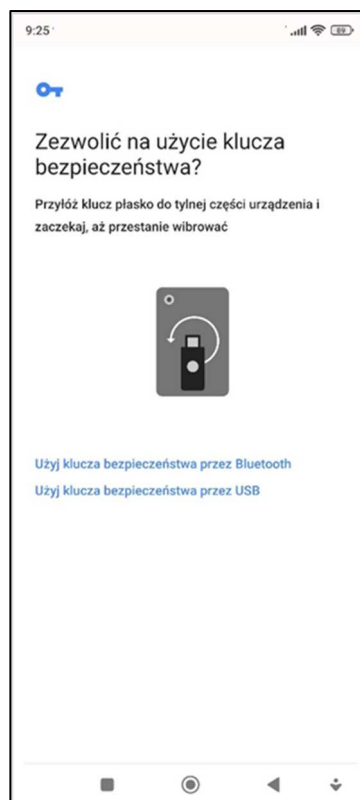 9:25
89
Zezwolić na użycie klucza
bezpieczeństwa?
Przyłóż klucz płasko do tylnej części urządzenia i
zaczekaj, aż przestanie wibrować
Użyj klucza bezpieczeństwa przez Bluetooth
Użyj klucza bezpieczeństwa przez USB